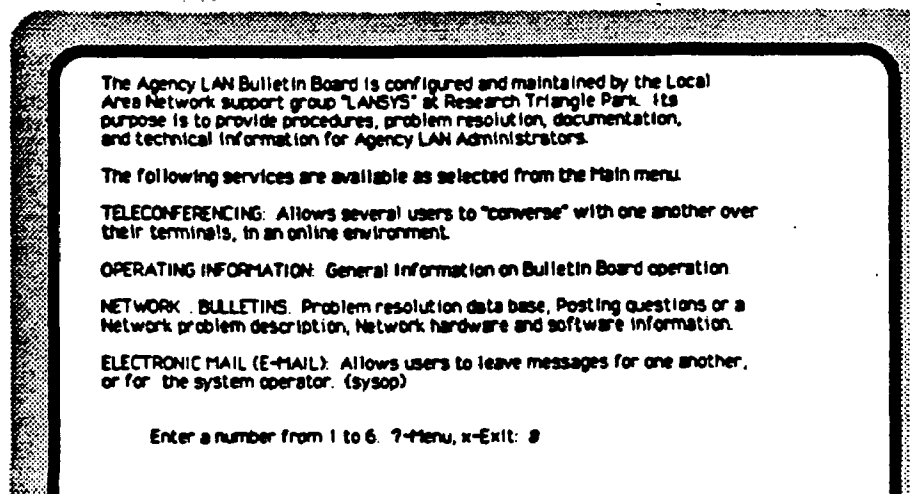 The Agency LAN Bulletin Board is configured and maintained by the Local
Area Network support group "LANSYS" at Research Triangle Park. Its
purpose is to provide procedures, problem resolution, documentation,
and technical information for Agency LAN Administrators.
The following services are available as selected from the Main menu.
TELECONFERENCING: Allows several users to "converse" with one another over
their terminals, in an online environment.
OPERATING INFORMATION: General Information on Bulletin Board operation
NETWORK . BULLETINS. Problem resolution data base, Posting questions or a
Network problem description, Network hardware and software information.
ELECTRONIC MAIL (E-MAIL): Allows users to leave messages for one another,
or for the system operator. (sysop)
Enter a number from 1 to 6. ?-Menu, x-Exit: